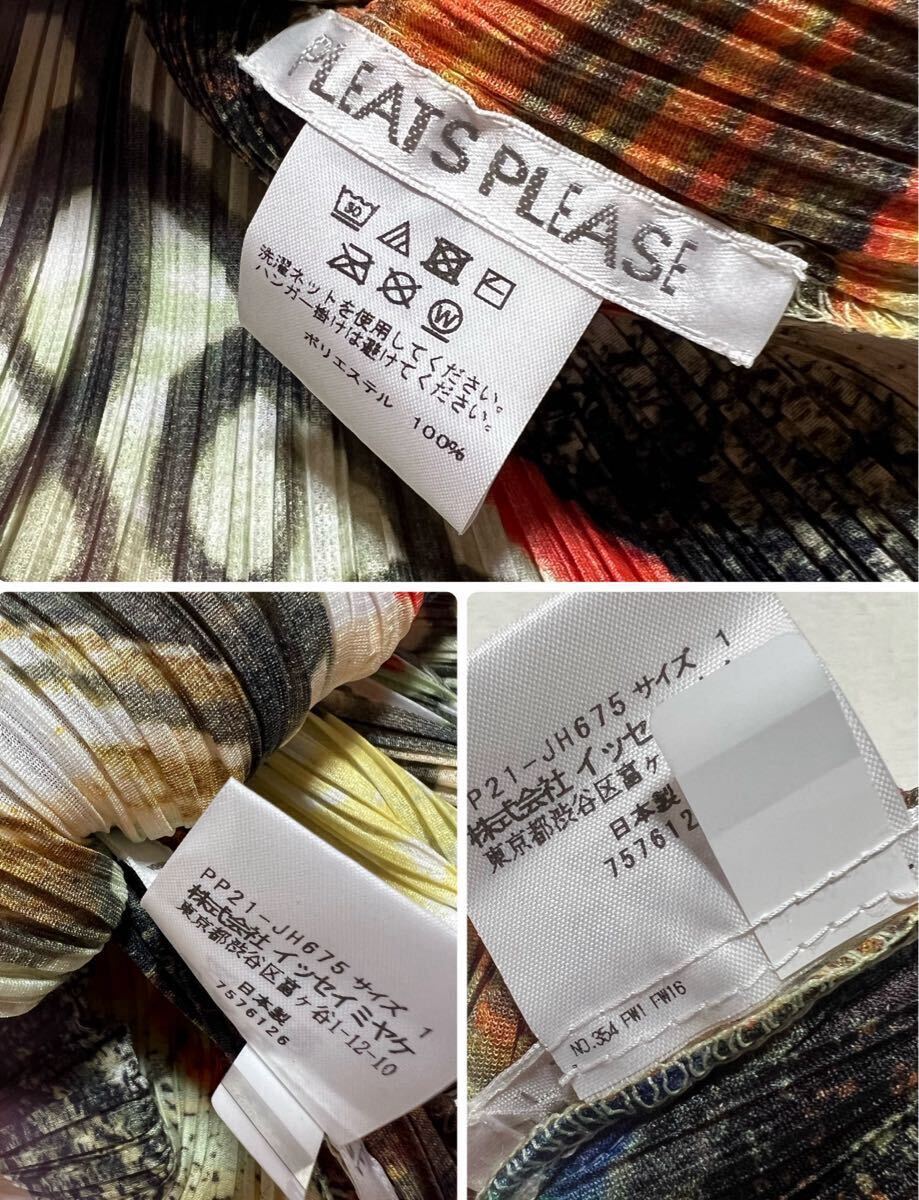 PLEATS PLEASE
30
W
洗濯ネットを使用してください。
ハンガー掛けは避けてください。
ポリエステル 100%
PP21-JH675 サイズ 1
株式会社 イッセイミヤケ
東京都渋谷区富ヶ谷1-12-10
日本製
7576126
P21-JH675 サイズ 1
株式会社 イッセ
東京都渋谷区富ヶ
日本製
757612
NO.354 FW1 FW16